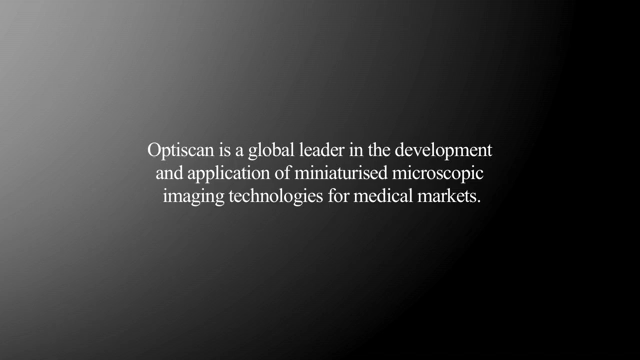 Optiscan is a global leader in the development
and application of miniaturised microscopic
imaging technologies for medical markets.